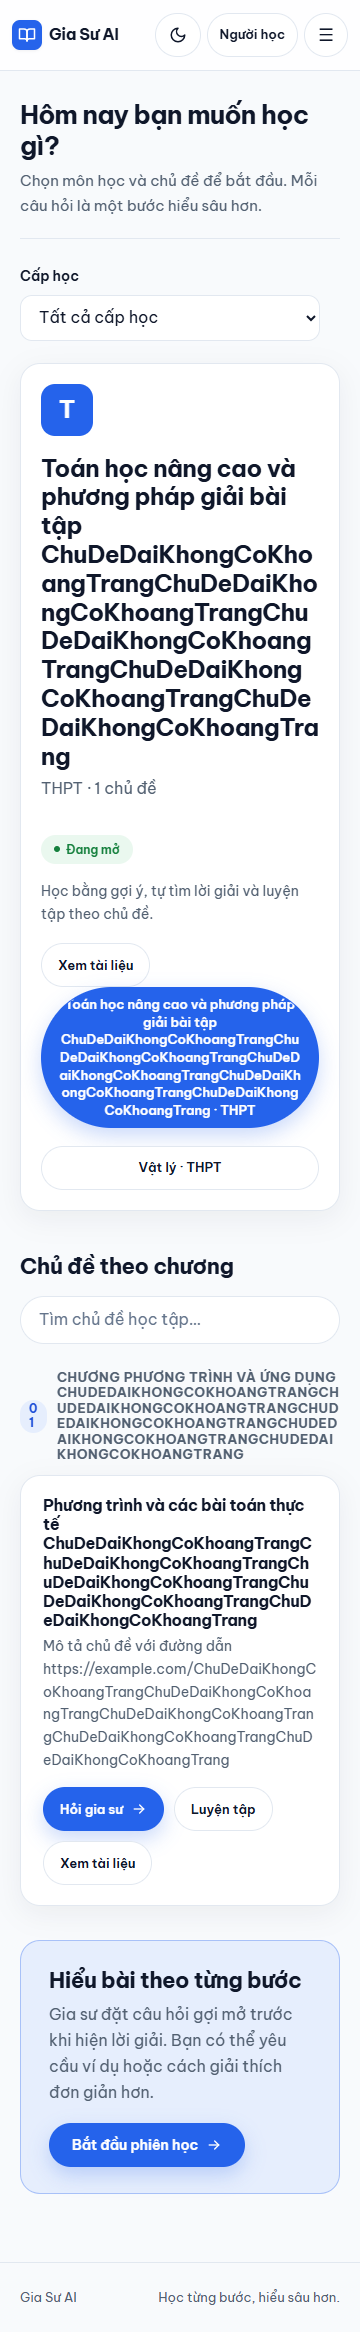 Gia Sư AI
Người học
Hôm nay bạn muốn học
gì?
Chọn môn học và chủ đề để bắt đầu. Mỗi
câu hỏi là một bước hiểu sâu hơn.
Cấp học
Tất cả cấp học
T
Toán học nâng cao và
phương pháp giải bài
tập
ChuDeDaiKhongCoKho
angTrangChuDeDaiKho
ngCoKhoangTrangChu
DeDaiKhongCoKhoang
TrangChuDeDaiKhong
CoKhoangTrangChuDe
DaiKhongCoKhoangTra
ng
THPT · 1 chủ đề
Đang mở
Học bằng gợi ý, tự tìm lời giải và luyện
tập theo chủ đề.
Xem tài liệu
Toán học nâng cao và phương pháp
giải bài tập
ChuDeDaiKhongCoKhoangTrangChu
DeDaiKhongCoKhoangTrangChuDeD
aiKhongCoKhoangTrangChuDeDaiKh
ongCoKhoangTrangChuDeDaiKhong
CoKhoangTrang · THPT
Vật lý · THPT
Chủ đề theo chương
Tìm chủ đề học tập...
0
1
CHƯƠNG PHƯƠNG TRÌNH VÀ ỨNG DỤNG
CHUDEDAIKHONGCOKHOANGTRANGCH
UDEDAIKHONGCOKHOANGTRANGCHUD
EDAIKHONGCOKHOANGTRANGCHUDED
AIKHONGCOKHOANGTRANGCHUDEDAI
KHONGCOKHOANGTRANG
Phương trình và các bài toán thực
tế
ChuDeDaiKhongCoKhoangTrangC
huDeDaiKhongCoKhoangTrangCh
uDeDaiKhongCoKhoangTrangChu
DeDaiKhongCoKhoangTrangChuD
eDaiKhongCoKhoangTrang
Mô tả chủ đề với đường dẫn
https://example.com/ChuDeDaiKhongC
oKhoangTrangChuDeDaiKhongCoKhoa
ngTrangChuDeDaiKhongCoKhoangTran
gChuDeDaiKhongCoKhoangTrangChuD
eDaiKhongCoKhoangTrang
Hỏi gia sư →
Luyện tập
Xem tài liệu
Hiểu bài theo từng bước
Gia sư đặt câu hỏi gợi mở trước
khi hiện lời giải. Bạn có thể yêu
cầu ví dụ hoặc cách giải thích
đơn giản hơn.
Bắt đầu phiên học →
Gia Sư AI
Học từng bước, hiểu sâu hơn.